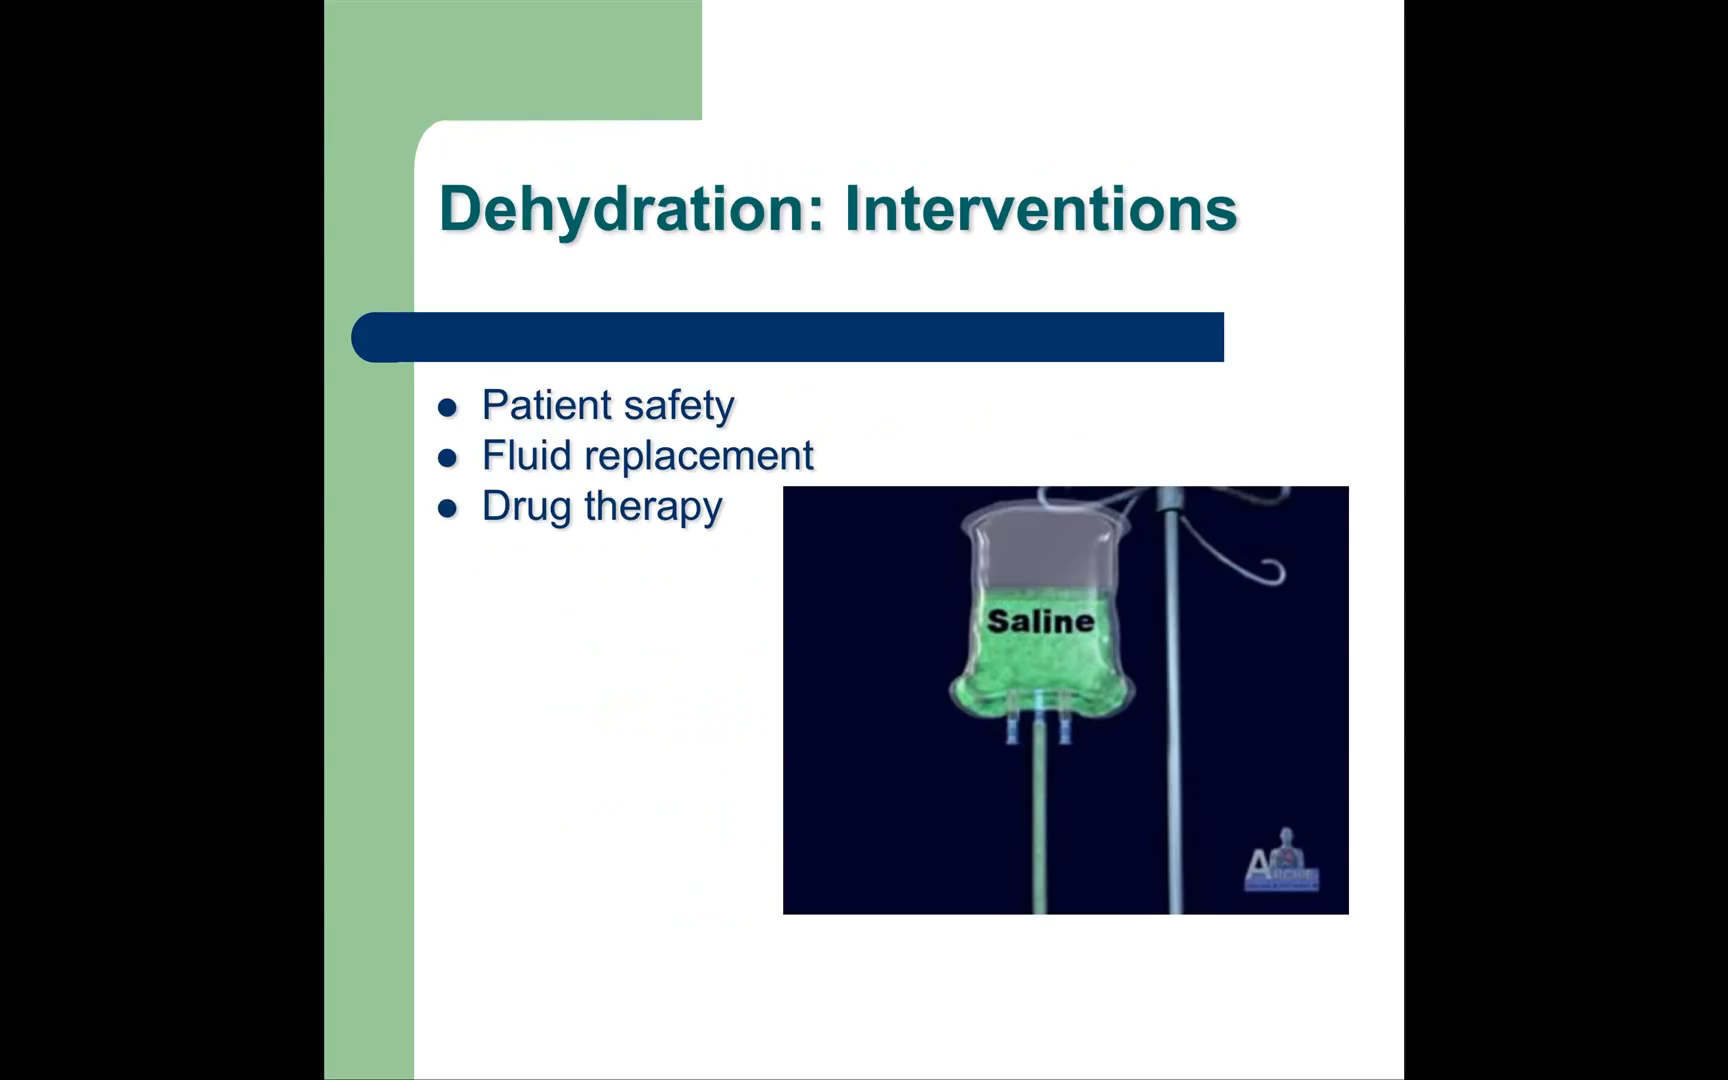 Dehydration: Interventions
Patient safety
Fluid replacement
Drug therapy
Saline